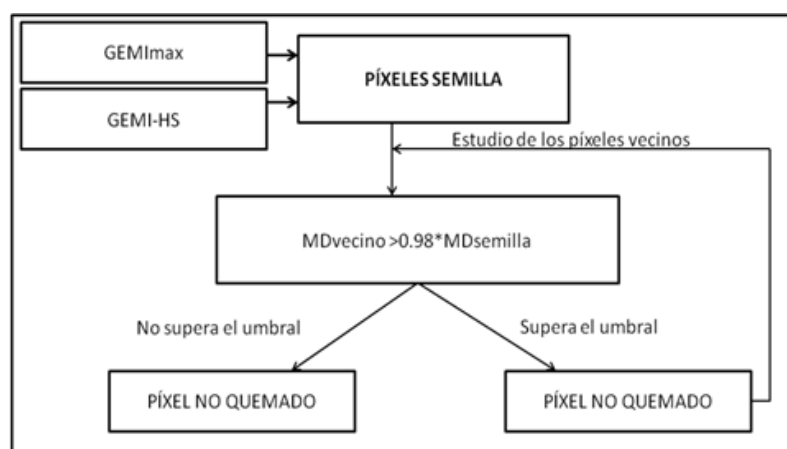 GEMImax
GEMI-HS
PÍXELES SEMILLA
Estudio de los píxeles vecinos
MDvecino >0.98*MDsemilla
No supera el umbral
Supera el umbral
PÍXEL NO QUEMADO
PÍXEL NO QUEMADO